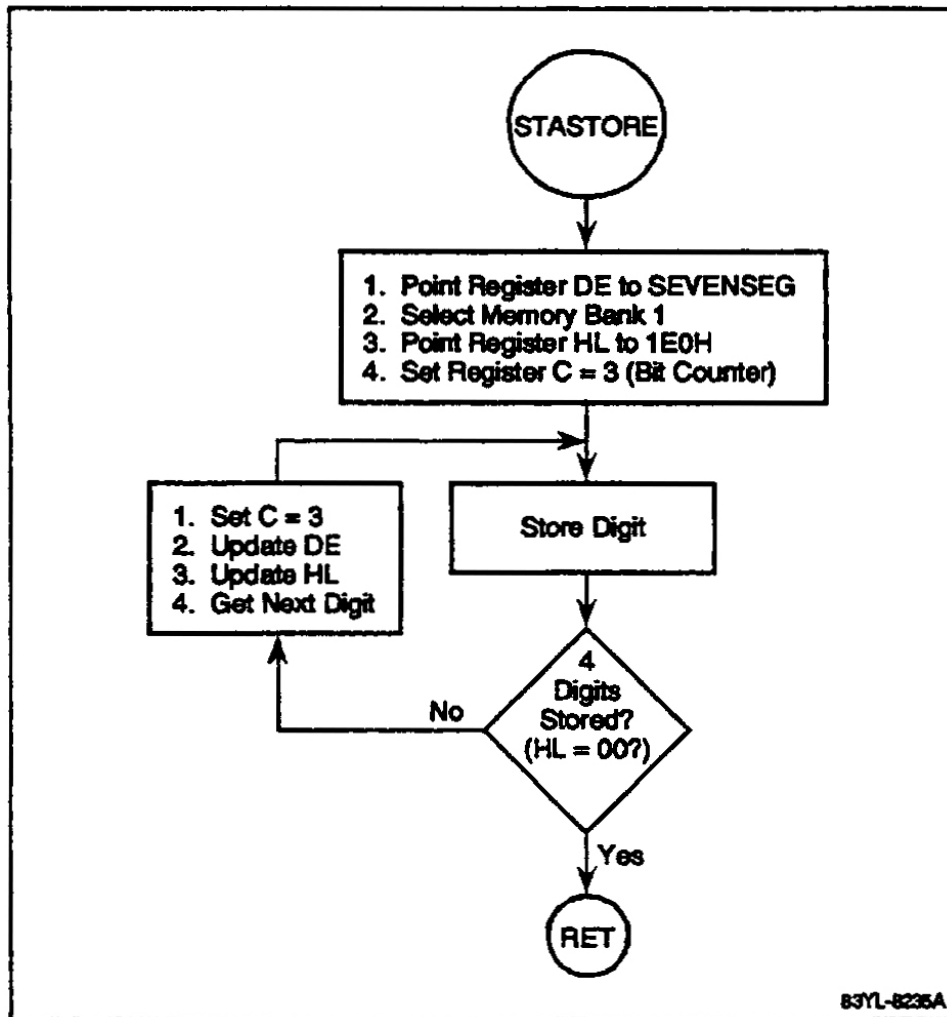 STASTORE
1. Point Register DE to SEVENSEG
2. Select Memory Bank 1
3. Point Register HL to 1E0H
4. Set Register C = 3 (Bit Counter)
1. Set C = 3
2. Update DE
3. Update HL
4. Get Next Digit
Store Digit
4
Digits
Stored?
(HL = 00?)
No
Yes
RET
83YL-8235A